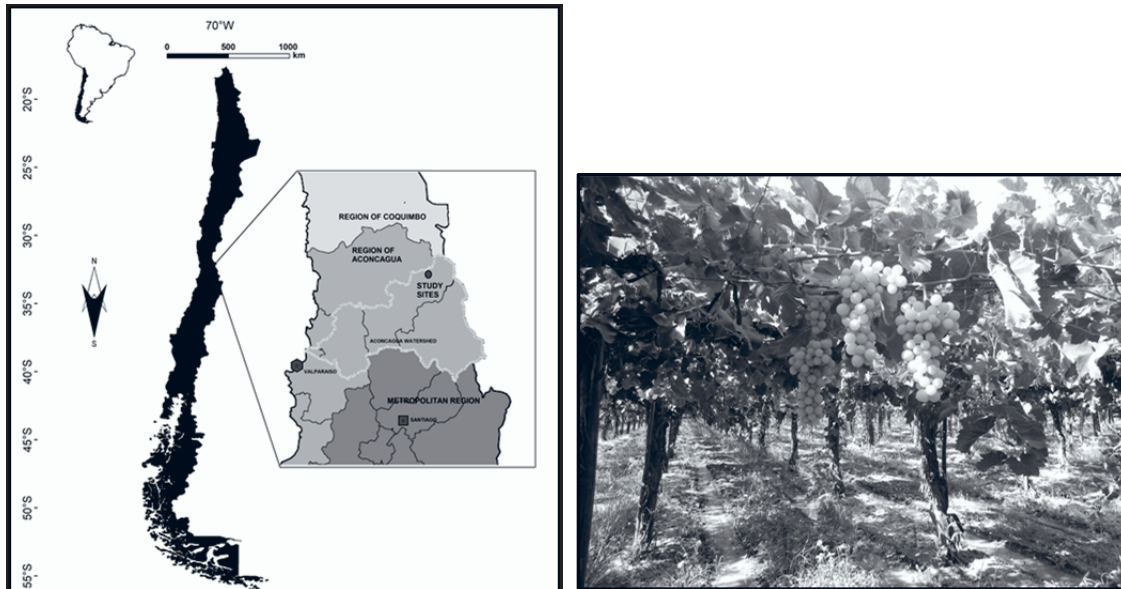 70°W
0 500 1000
km
20°S
25°S
30°S
35°S
40°S
45°S
50°S
55°S
N
S
REGION OF COQUIMBO
REGION OF
ACONCAGUA
STUDY
SITES
ACONCAGUA WATERSHED
VALPARAISO
METROPOLITAN REGION
SANTIAGO